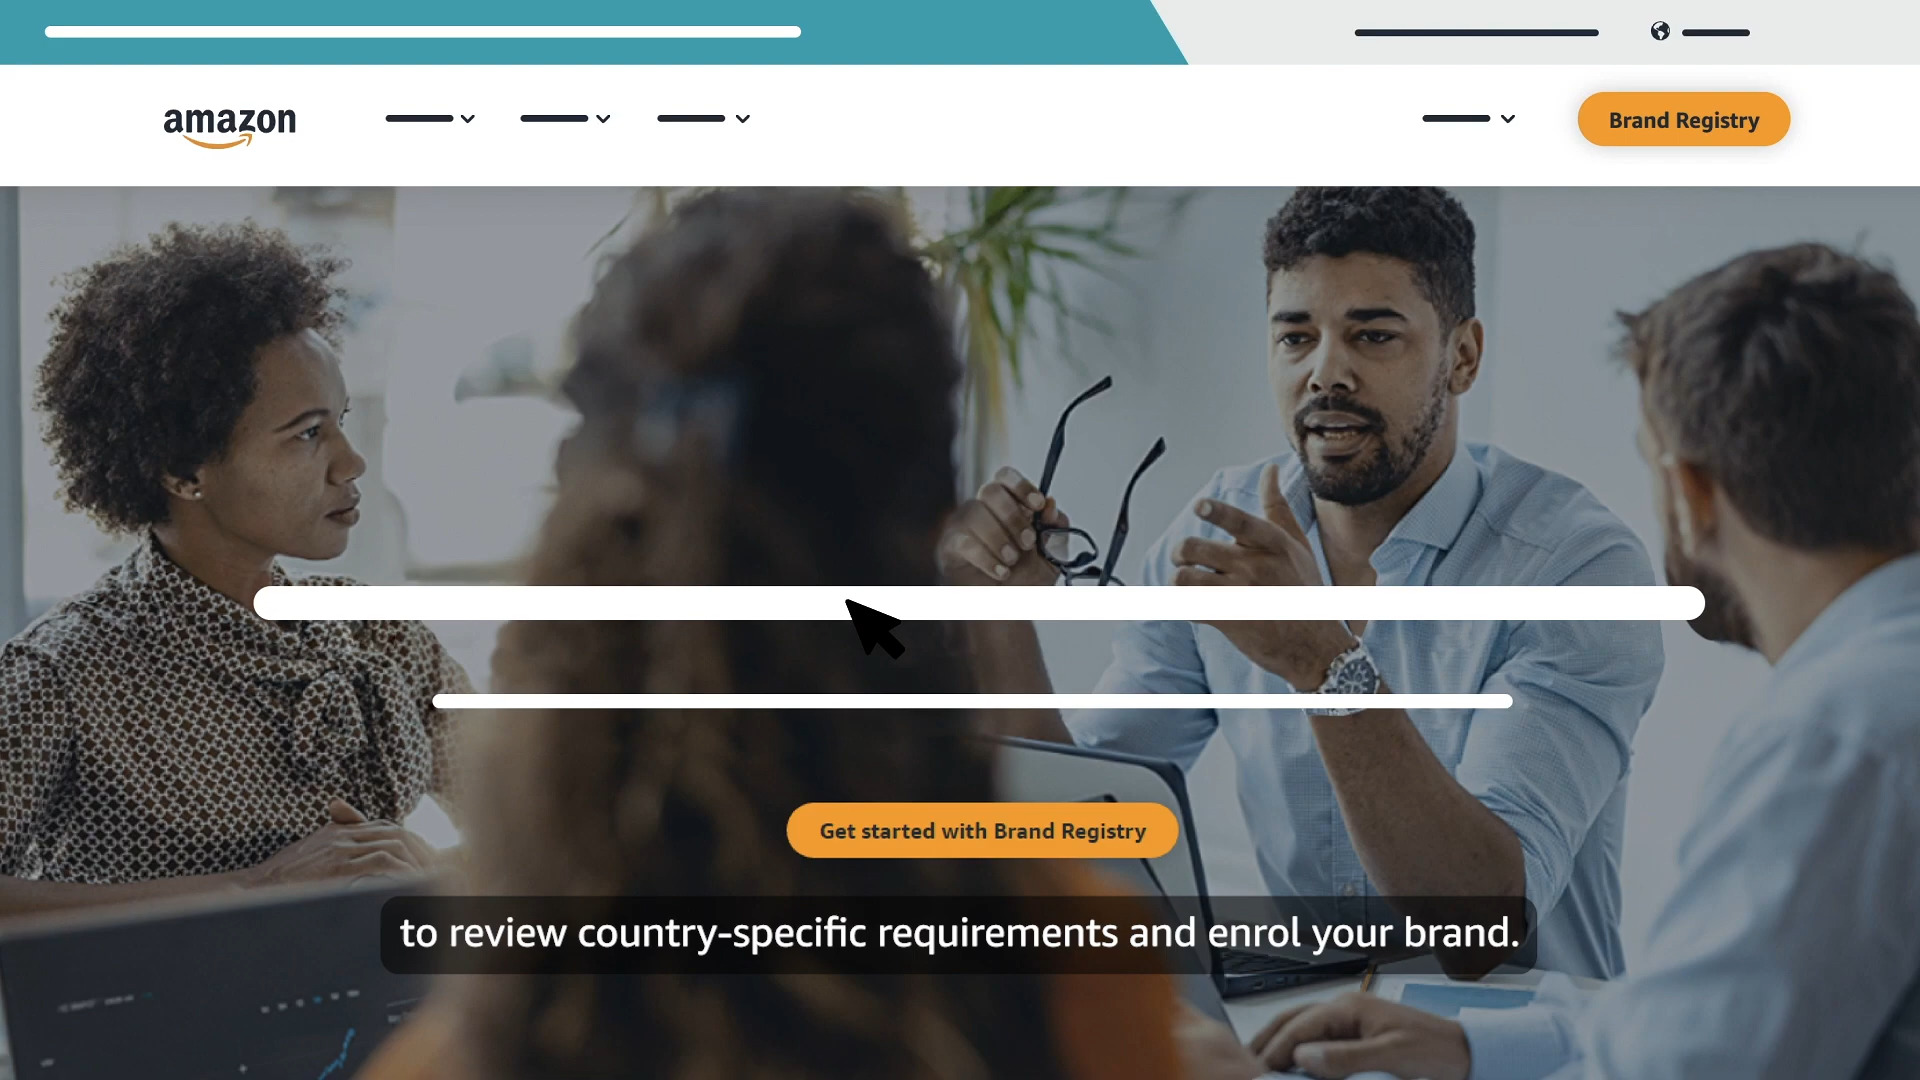 amazon
Brand Registry
Get started with Brand Registry
to review country-specific requirements and enrol your brand.